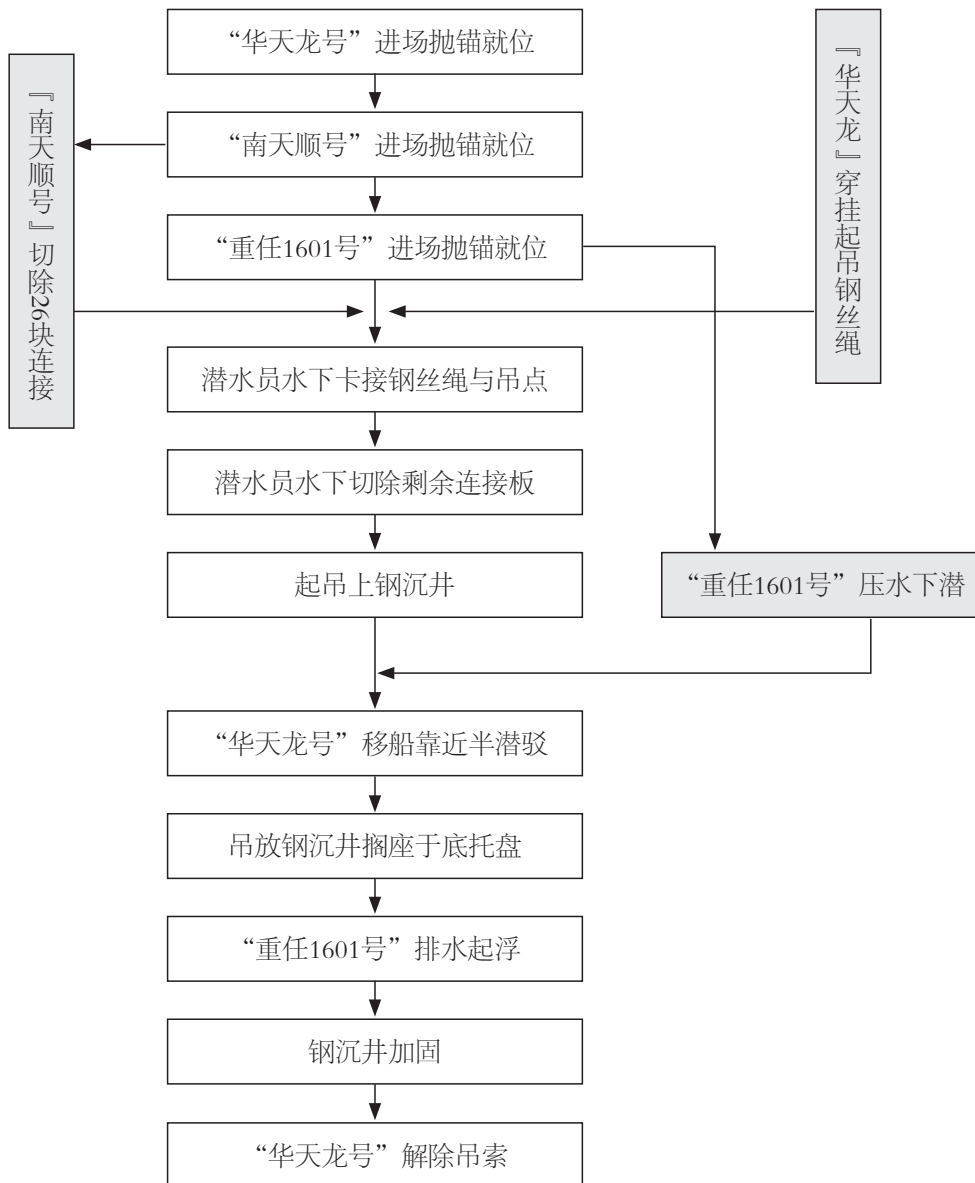 “华天龙号”进场抛锚就位
『南天顺号』切除26块连接
『华天龙』穿挂起吊钢丝绳
“南天顺号”进场抛锚就位
“重任1601号”进场抛锚就位
潜水员水下卡接钢丝绳与吊点
潜水员水下切除剩余连接板
起吊上钢沉井
“重任1601号”压水下潜
“华天龙号”移船靠近半潜驳
吊放钢沉井搁座于底托盘
“重任1601号”排水起浮
钢沉井加固
“华天龙号”解除吊索